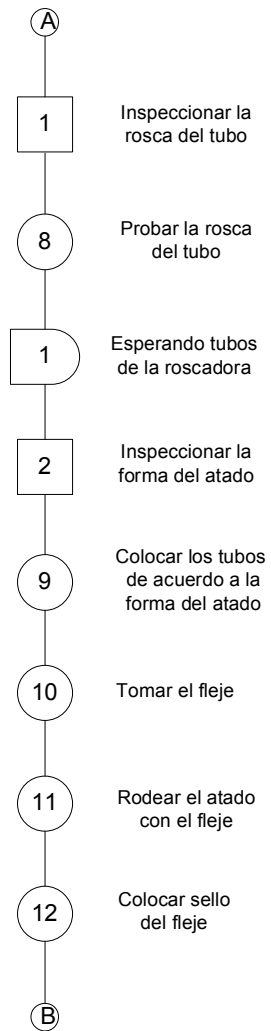 A
1
Inspeccionar la
rosca del tubo
8
Probar la rosca
del tubo
1
Esperando tubos
de la roscadora
2
Inspeccionar la
forma del atado
9
Colocar los tubos
de acuerdo a la
forma del atado
10
Tomar el fleje
11
Rodear el atado
con el fleje
12
Colocar sello
del fleje
B